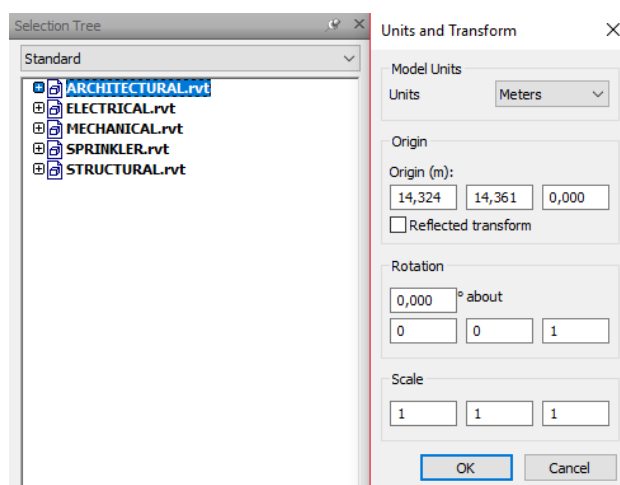 Selection Tree
Standard
ARCHITECTURAL.rvt
ELECTRICAL.rvt
MECHANICAL.rvt
SPRINKLER.rvt
STRUCTURAL.rvt
Units and Transform
Model Units
Units Meters
Origin
Origin (m):
14,324 14,361 0,000
Reflected transform
Rotation
0,000 ° about
0 0 1
Scale
1 1 1
OK Cancel